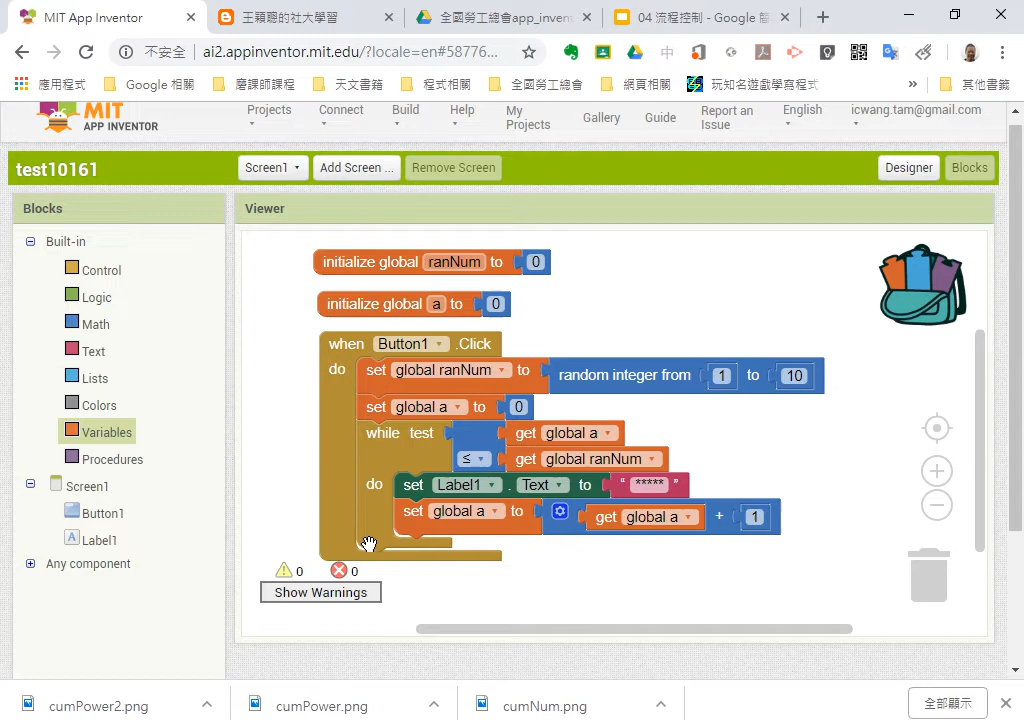 MIT App Inventor
王穎聰的社大學習
全國勞工總會app_inven
04 流程控制 - Google 簡
不安全
ai2.appinventor.mit.edu/?locale=en#58776...
應用程式
Google 相關
磨課師課程
天文書籍
程式相關
全國勞工總會
網頁相關
玩知名遊戲學寫程式
»
其他書籤
MIT
APP INVENTOR
Projects
Connect
Build
Help
My Projects
Gallery
Guide
Report an Issue
English
icwang.tam@gmail.com
test10161
Screen1
Add Screen ...
Remove Screen
Designer
Blocks
Blocks
Viewer
Built-in
Control
Logic
Math
Text
Lists
Colors
Variables
Procedures
Screen1
Button1
Label1
Any component
initialize global ranNum to 0
initialize global a to 0
when Button1 .Click
do set global ranNum to random integer from 1 to 10
set global a to 0
while test get global a
≤ get global ranNum
do set Label1 . Text to “ ***** ”
set global a to get global a + 1
0 0
Show Warnings
cumPower2.png
cumPower.png
cumNum.png
全部顯示